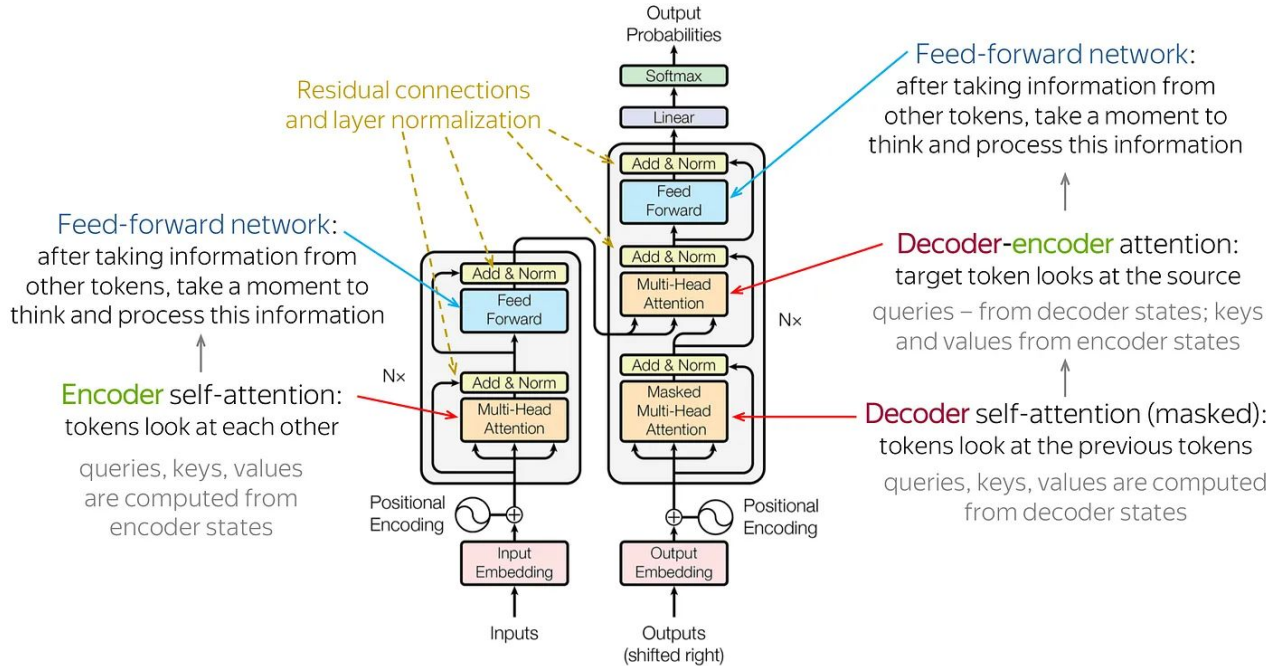 Output
Probabilities
Softmax
Linear
Add & Norm
Feed
Forward
Add & Norm
Multi-Head
Attention
Add & Norm
Masked
Multi-Head
Attention
Nx
Positional
Encoding
Output
Embedding
Outputs
(shifted right)
Residual connections
and layer normalization
Add & Norm
Feed
Forward
Add & Norm
Multi-Head
Attention
Nx
Positional
Encoding
Input
Embedding
Inputs
Feed-forward network:
after taking information from
other tokens, take a moment to
think and process this information
Encoder self-attention:
tokens look at each other
queries, keys, values
are computed from
encoder states
Feed-forward network:
after taking information from
other tokens, take a moment to
think and process this information
Decoder-encoder attention:
target token looks at the source
queries – from decoder states; keys
and values from encoder states
Decoder self-attention (masked):
tokens look at the previous tokens
queries, keys, values are computed
from decoder states